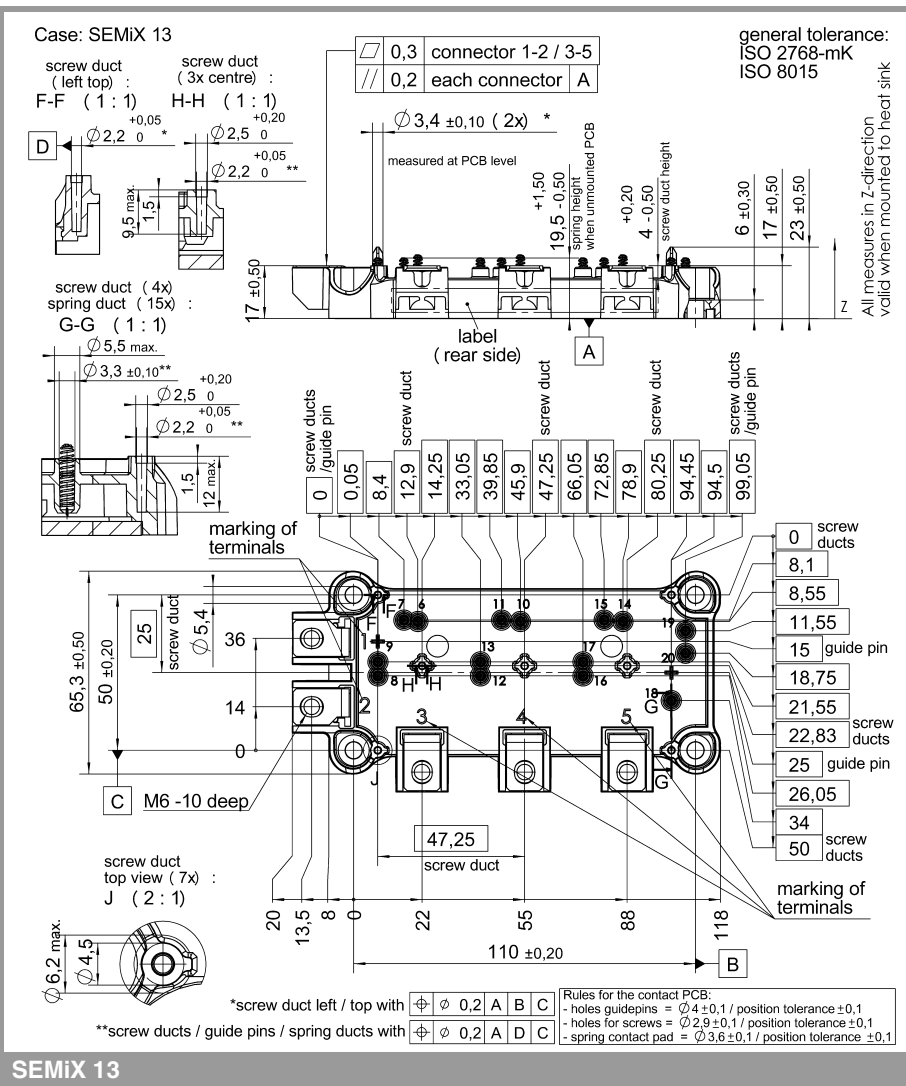 Case: SEMiX 13
screw duct
( left top) :
F-F ( 1 : 1 )
screw duct
( 3x centre) :
H-H ( 1 : 1 )
0,3 connector 1-2 / 3-5
// 0,2 each connector A
general tolerance:
ISO 2768-mK
ISO 8015
D
∅ 2,2 +0,05 0 *
∅ 2,5 +0,20 0
∅ 2,2 +0,05 0 **
9,5 max.
1,5
∅ 3,4 ±0,10 ( 2x) *
measured at PCB level
19,5 +1,50 -0,50
spring height
when unmounted PCB
4 +0,20 -0,50
screw duct height
6 ±0,30
17 ±0,50
23 ±0,50
Z
All measures in Z-direction
valid when mounted to heat sink
17 ±0,50
label
( rear side)
A
screw duct ( 4x)
spring duct ( 15x) :
G-G ( 1 : 1 )
∅ 5,5 max.
∅ 3,3 ±0,10**
∅ 2,5 +0,20 0
∅ 2,2 +0,05 0 **
1,5
12 max.
screw ducts
/guide pin
screw duct
screw duct
screw duct
screw ducts
/guide pin
0
0,05
8,4
12,9
14,25
33,05
39,85
45,9
47,25
66,05
72,85
78,9
80,25
94,45
94,5
99,05
marking of
terminals
0 screw
ducts
8,1
8,55
11,55
15 guide pin
18,75
21,55
22,83 screw
ducts
25 guide pin
26,05
34
50 screw
ducts
65,3 ±0,50
50 ±0,20
25
screw duct
∅ 5,4
36
14
0
F
F
7
6
11
10
15
14
19
1
9
8
H
H
13
12
17
16
20
18
G
2
3
4
5
J
G
C
M6 -10 deep
47,25
screw duct
marking of
terminals
screw duct
top view ( 7x) :
J ( 2 : 1 )
∅ 6,2 max.
∅ 4,5
20
13,5
8
0
22
55
88
118
110 ±0,20
B
*screw duct left / top with ⌖ ∅ 0,2 A B C
**screw ducts / guide pins / spring ducts with ⌖ ∅ 0,2 A D C
Rules for the contact PCB:
- holes guidepins = ∅ 4 ±0,1 / position tolerance ±0,1
- holes for screws = ∅ 2,9 ±0,1 / position tolerance ±0,1
- spring contact pad = ∅ 3,6 ±0,1 / position tolerance ±0,1
SEMiX 13